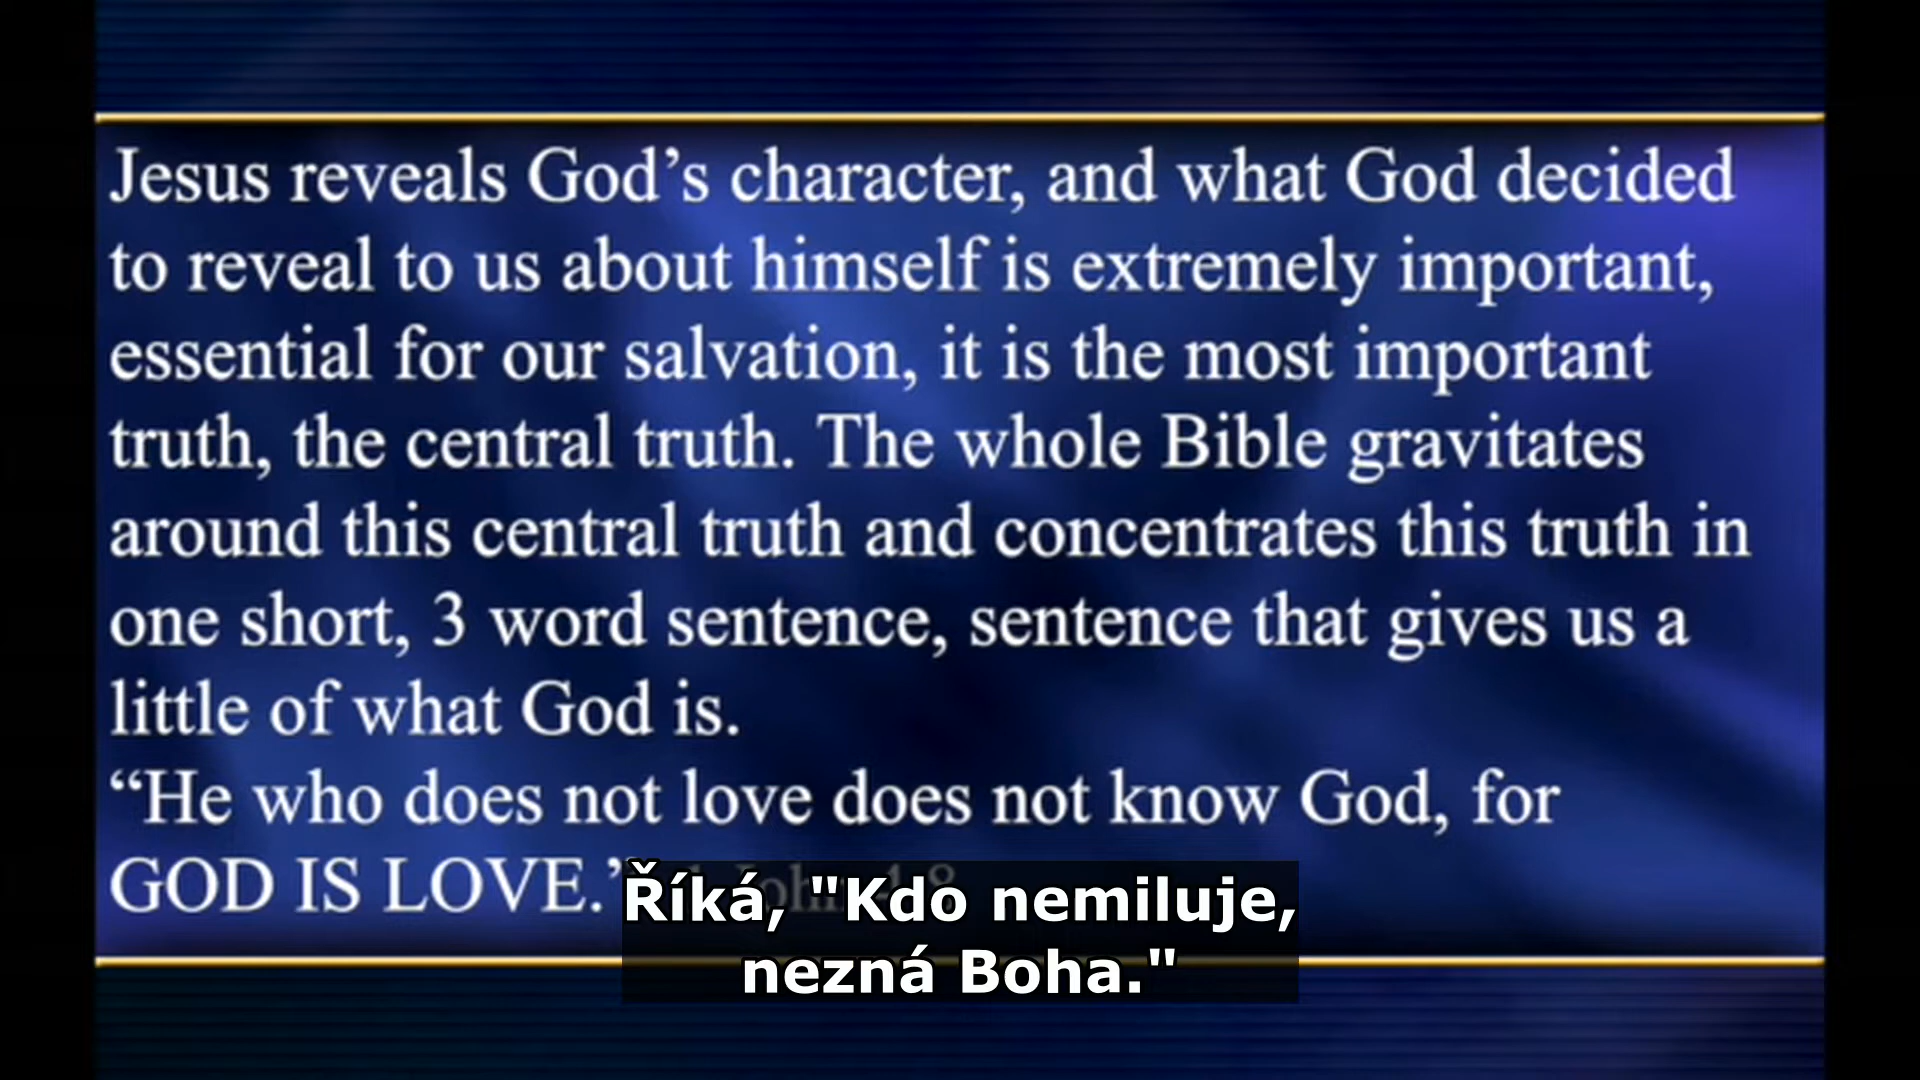 Jesus reveals God’s character, and what God decided
to reveal to us about himself is extremely important,
essential for our salvation, it is the most important
truth, the central truth. The whole Bible gravitates
around this central truth and concentrates this truth in
one short, 3 word sentence, sentence that gives us a
little of what God is.
“He who does not love does not know God, for
GOD IS LOVE.”
Říká, "Kdo nemiluje,
nezná Boha."